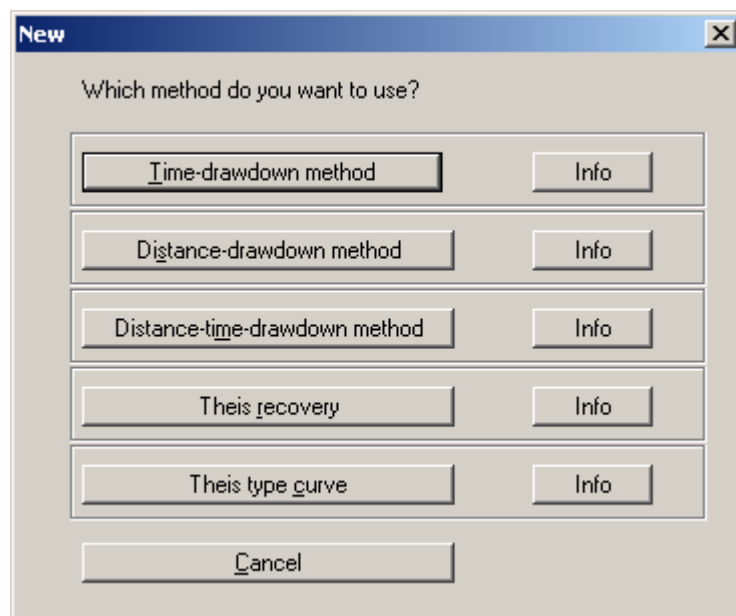 New
Which method do you want to use?
Time-drawdown method Info
Distance-drawdown method Info
Distance-time-drawdown method Info
Theis recovery Info
Theis type curve Info
Cancel